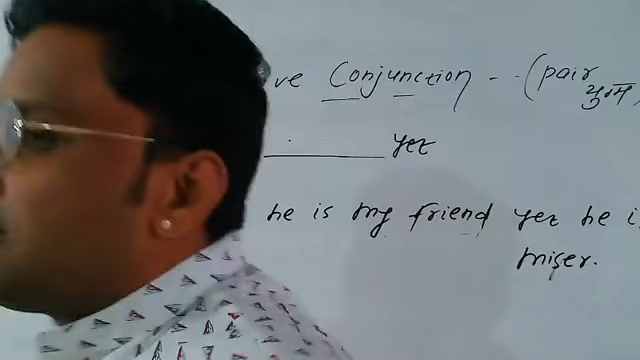 ve Conjunction - - (pair
युग्म
yet
he is my friend yet he i
miser.